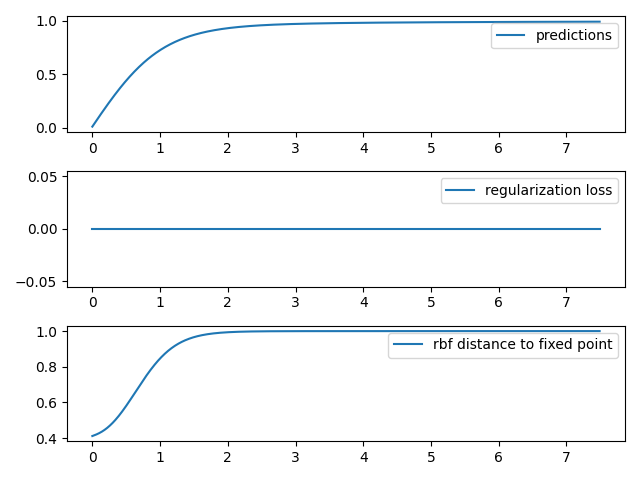 1.0
predictions
0.5
0.0
0 1 2 3 4 5 6 7
0.05
regularization loss
0.00
−0.05
0 1 2 3 4 5 6 7
1.0
rbf distance to fixed point
0.8
0.6
0.4
0 1 2 3 4 5 6 7